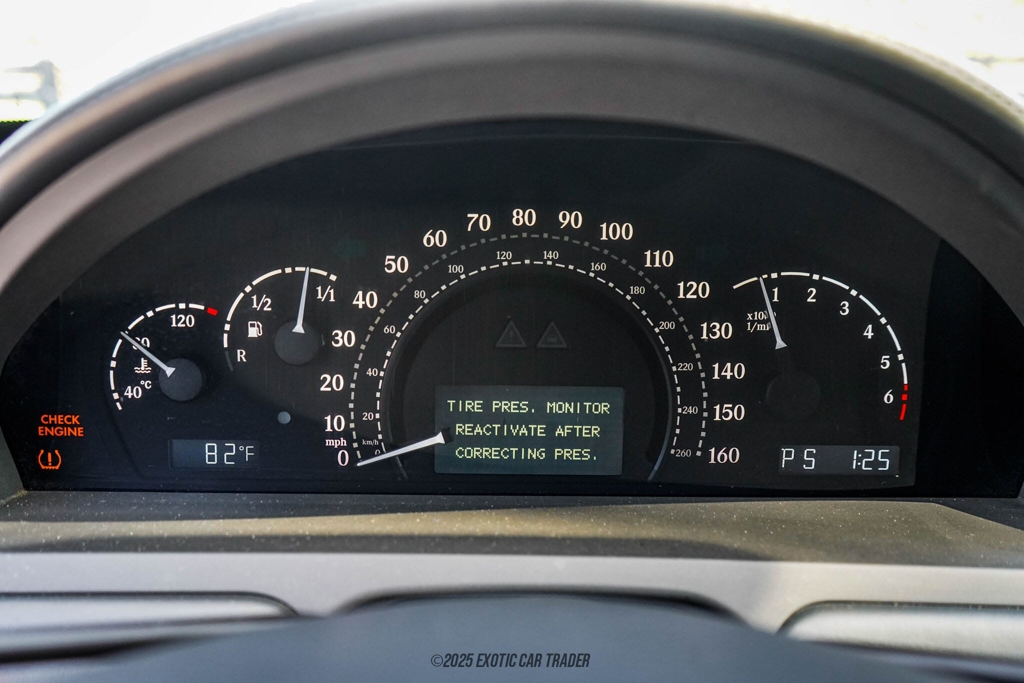 70 80 90
60 100
50 110
120 140
100 160
1/2 1/1 40 80 180 120 1 2
120 3
60 200 130 4
30
R 220 140 5
20 40
40°C 6
TIRE PRES. MONITOR
10 20 240 150
CHECK
ENGINE
REACTIVATE AFTER
mph km/h
82°F 0 CORRECTING PRES. 260 160 P S 1:25
©2025 EXOTIC CAR TRADER